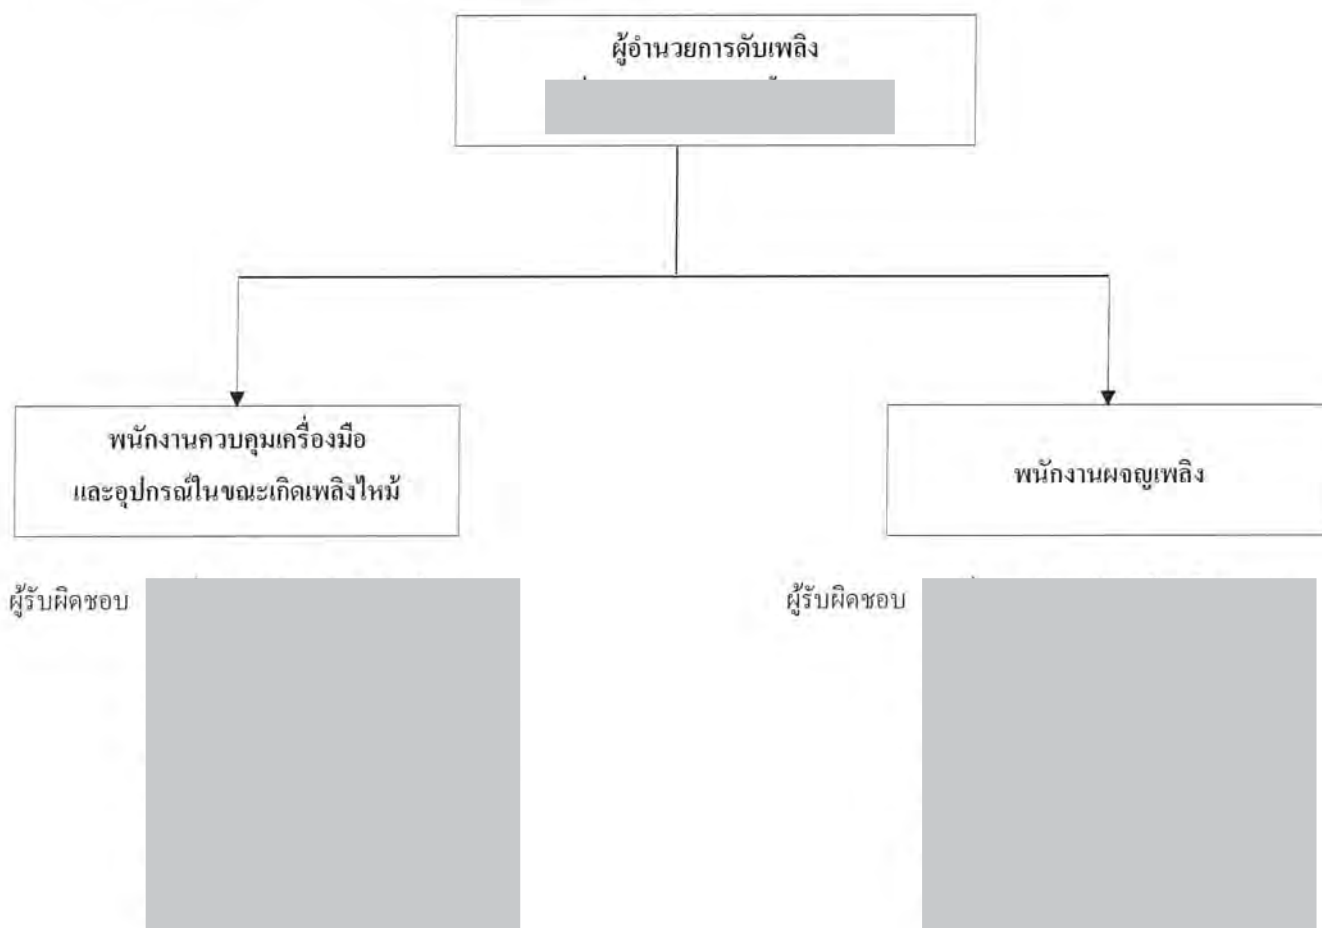 ผู้อำนวยการดับเพลิง
พนักงานควบคุมเครื่องมือ
และอุปกรณ์ในขณะเกิดเพลิงไหม้
พนักงานผจญเพลิง
ผู้รับผิดชอบ
ผู้รับผิดชอบ